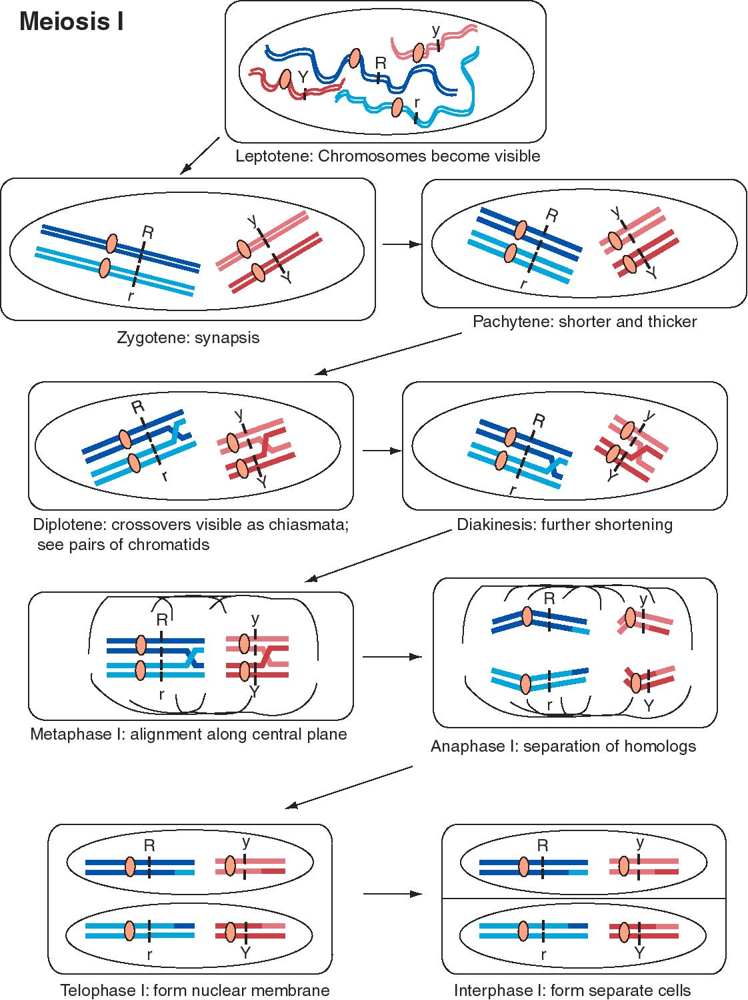 Meiosis I
y
R
Y
r
Leptotene: Chromosomes become visible
R
y
r
Y
Zygotene: synapsis
R
y
r
Y
Pachytene: shorter and thicker
R
y
r
Y
Diplotene: crossovers visible as chiasmata;
see pairs of chromatids
R
y
r
Y
Diakinesis: further shortening
R
y
r
Y
Metaphase I: alignment along central plane
R
y
r
Y
Anaphase I: separation of homologs
R
y
r
Y
Telophase I: form nuclear membrane
R
y
r
Y
Interphase I: form separate cells